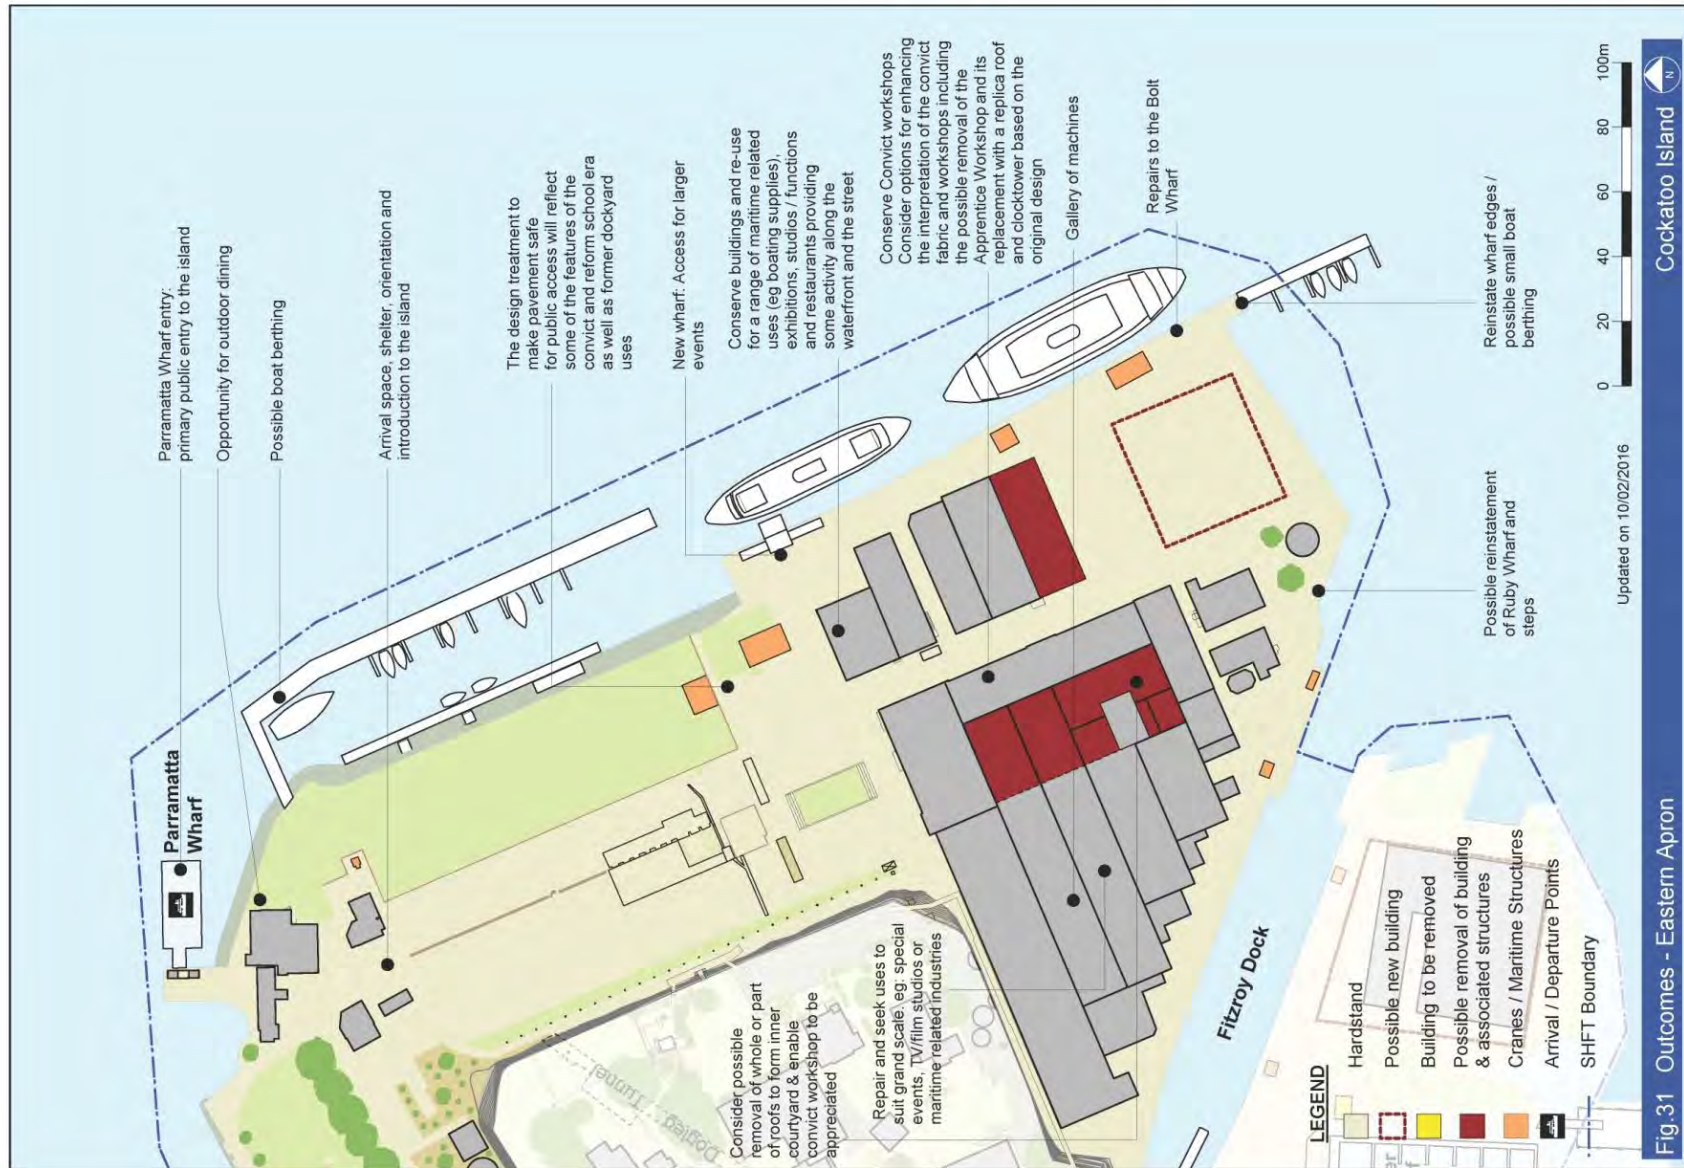 Parramatta Wharf entry:
primary public entry to the island
Opportunity for outdoor dining
Possible boat berthing
Arrival space, shelter, orientation and
introduction to the island
The design treatment to
make pavement safe
for public access will reflect
some of the features of the
convict and reform school era
as well as former dockyard
uses
New wharf: Access for larger
events
Conserve buildings and re-use
for a range of maritime related
uses (eg boating supplies),
exhibitions, studios / functions
and restaurants providing
some activity along the
waterfront and the street
Conserve Convict workshops
Consider options for enhancing
the interpretation of the convict
fabric and workshops including
the possible removal of the
Apprentice Workshop and its
replacement with a replica roof
and clocktower based on the
original design
Gallery of machines
Repairs to the Bolt
Wharf
Reinstate wharf edges /
possible small boat
berthing
Possible reinstatement
of Ruby Wharf and
steps
Parramatta
Wharf
Fitzroy Dock
Dogleg Tunnel
Consider possible
removal of whole or part
of roofs to form inner
courtyard & enable
convict workshop to be
appreciated
Repair and seek uses to
suit grand scale. eg: special
events, TV/film studios or
maritime related industries
LEGEND
Hardstand
Possible new building
Building to be removed
Possible removal of building
& associated structures
Cranes / Maritime Structures
Arrival / Departure Points
SHFT Boundary
Updated on 10/02/2016
0 20 40 60 80 100m
Fig.31 Outcomes - Eastern Apron
Cockatoo Island
N